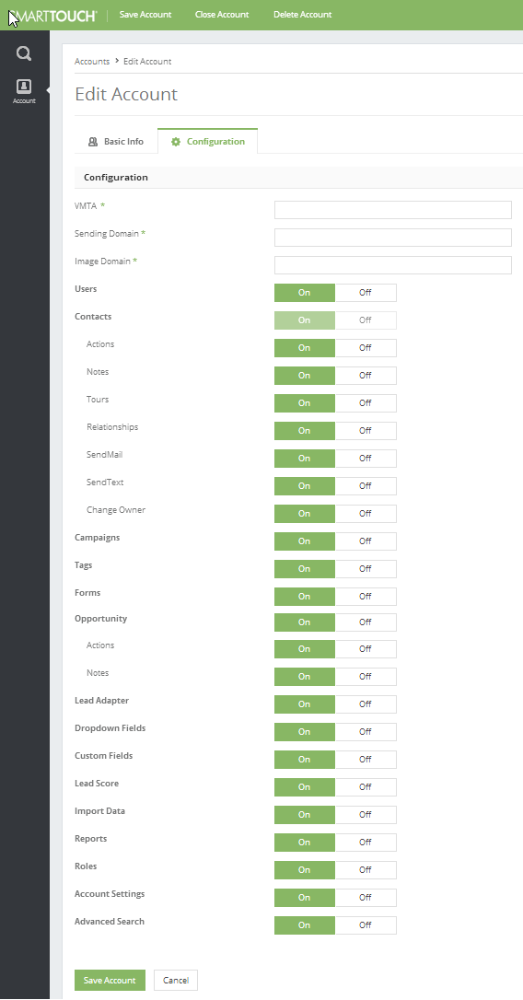 SMARTTOUCH® Save Account Close Account Delete Account
Accounts > Edit Account
Account
Edit Account
Basic Info Configuration
Configuration
VMTA *
Sending Domain *
Image Domain *
Users On Off
Contacts On Off
Actions On Off
Notes On Off
Tours On Off
Relationships On Off
SendMail On Off
SendText On Off
Change Owner On Off
Campaigns On Off
Tags On Off
Forms On Off
Opportunity On Off
Actions On Off
Notes On Off
Lead Adapter On Off
Dropdown Fields On Off
Custom Fields On Off
Lead Score On Off
Import Data On Off
Reports On Off
Roles On Off
Account Settings On Off
Advanced Search On Off
Save Account Cancel